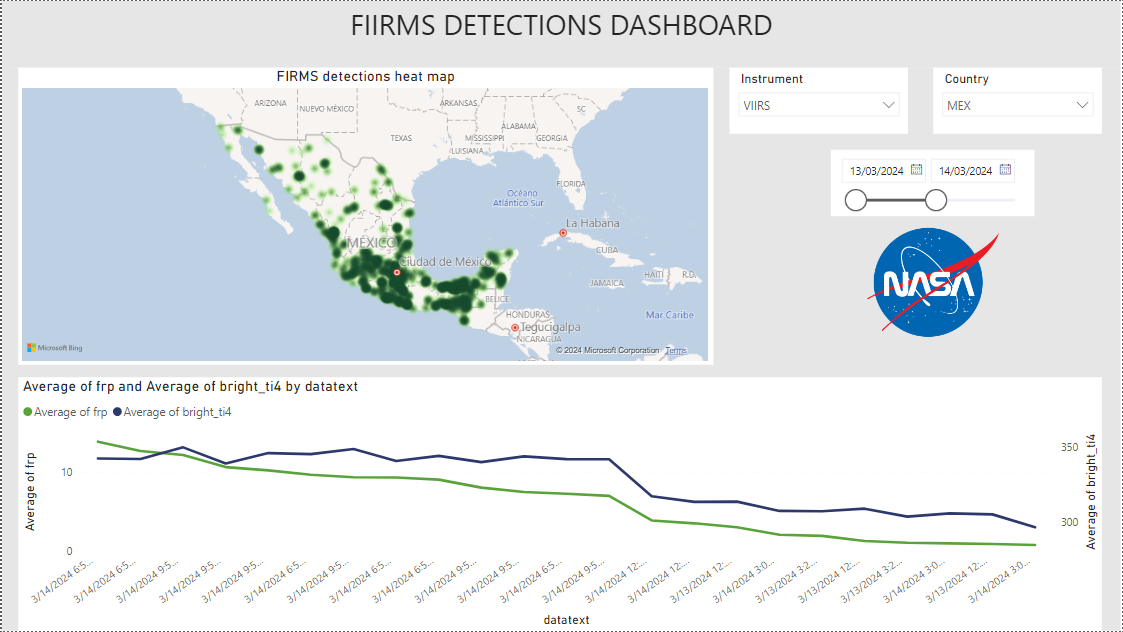 FIIRMS DETECTIONS DASHBOARD
FIRMS detections heat map
Instrument
VIIRS
Country
MEX
13/03/2024
14/03/2024
ARIZONA
NUEVO MÉXICO
TEXAS
ARKANSAS
SC
ALABAMA
MISSISSIPPI
GEORGIA
LUISIANA
FLORIDA
Océano
Atlántico Sur
La Habana
MÉXICO
Ciudad de México
CUBA
HAITÍ
R.D.
JAMAICA
BELICE
HONDURAS
Tegucigalpa
NICARAGUA
Mar Caribe
Microsoft Bing
© 2024 Microsoft Corporation Terms
NASA
Average of frp and Average of bright_ti4 by datatext
Average of frp Average of bright_ti4
Average of frp
10
0
350
300
Average of bright_ti4
3/14/2024 6:5...
3/14/2024 6:5...
3/14/2024 9:5...
3/14/2024 9:5...
3/14/2024 9:5...
3/14/2024 6:5...
3/14/2024 9:5...
3/14/2024 6:5...
3/14/2024 6:5...
3/14/2024 9:5...
3/14/2024 9:5...
3/14/2024 6:5...
3/14/2024 9:5...
3/14/2024 12:...
3/14/2024 12:...
3/13/2024 12:...
3/14/2024 3:0...
3/13/2024 3:2...
3/13/2024 12:...
3/13/2024 3:2...
3/14/2024 3:0...
3/13/2024 12:...
3/14/2024 3:0...
datatext